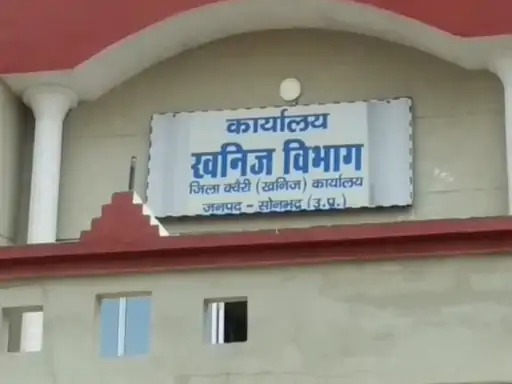 कार्यालय
खनिज विभाग
जिला क्वैरी (खनिज) कार्यालय
जनपद - सोनभद्र (उ.प्र.)